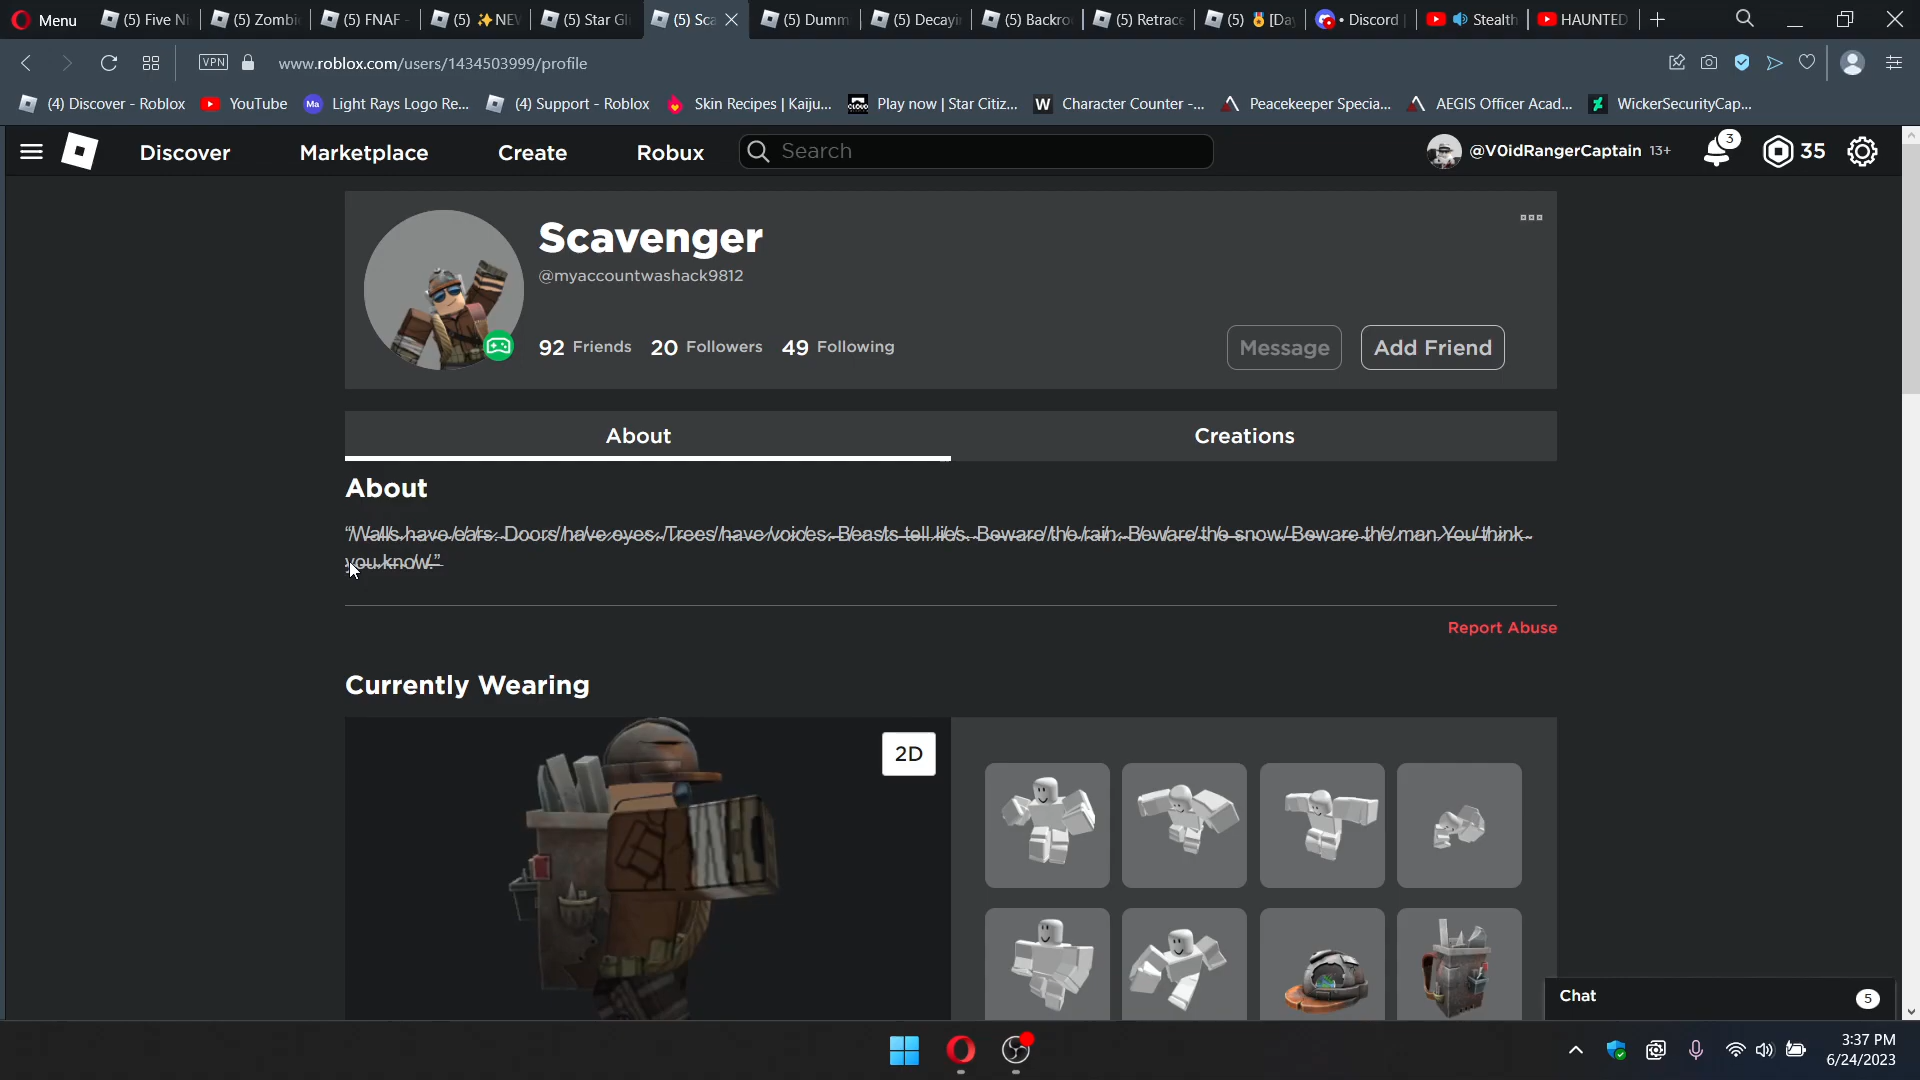 Menu (5) Five Ni (5) Zombi (5) FNAF - (5) ✨NEV (5) Star Gl (5) Sca (5) Dumm (5) Decayi (5) Backro (5) Retrace (5) 🏅[Da Discord | Stealth HAUNTED
VPN www.roblox.com/users/1434503999/profile
(4) Discover - Roblox YouTube Ma Light Rays Logo Re... (4) Support - Roblox Skin Recipes | Kaiju... CLOUD Play now | Star Citiz... W Character Counter -... Peacekeeper Specia... AEGIS Officer Acad... WickerSecurityCap...
Discover Marketplace Create Robux Search @V0idRangerCaptain 13+ 3 35
Scavenger
@myaccountwashack9812
92 Friends 20 Followers 49 Following Message Add Friend
About Creations
About
“Walls have ears. Doors have eyes. Trees have voices. Beasts tell lies. Beware the rain. Beware the snow. Beware the man You think
you know.”
Report Abuse
Currently Wearing
2D
Chat 5
3:37 PM
6/24/2023